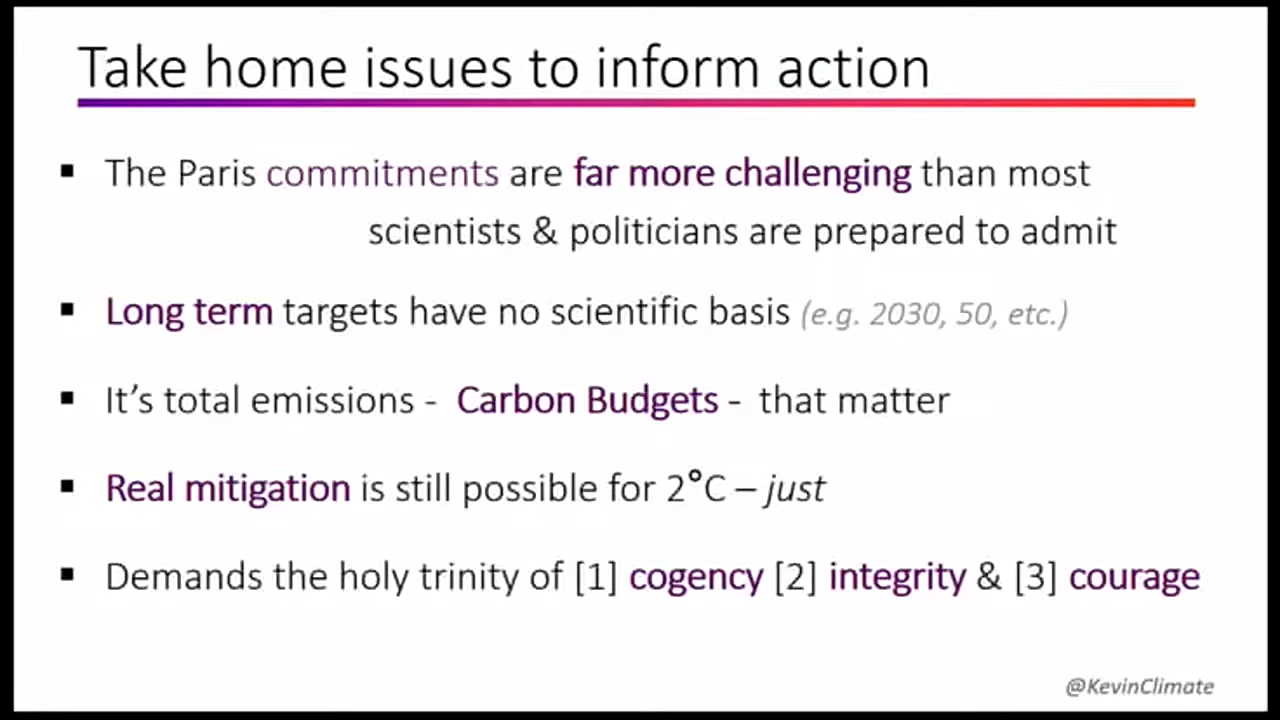 Take home issues to inform action
▪ The Paris commitments are far more challenging than most
scientists & politicians are prepared to admit
▪ Long term targets have no scientific basis (e.g. 2030, 50, etc.)
▪ It’s total emissions - Carbon Budgets - that matter
▪ Real mitigation is still possible for 2°C – just
▪ Demands the holy trinity of [1] cogency [2] integrity & [3] courage
@KevinClimate